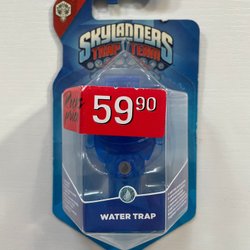 SKYLANDERS
TRAP TEAM
59 90
WATER TRAP